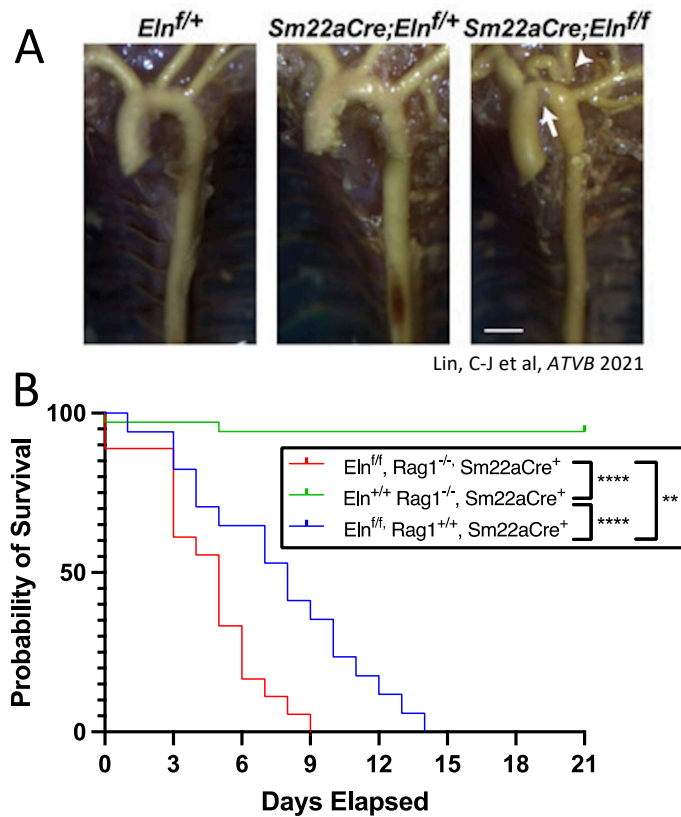 A
Eln^f/+ Sm22aCre;Eln^f/+ Sm22aCre;Eln^f/f
Lin, C-J et al, ATVB 2021
B
Probability of Survival
100
50
0
Eln^f/f, Rag1^-/-, Sm22aCre^+
Eln^+/+ Rag1^-/-, Sm22aCre^+
Eln^f/f, Rag1^+/+, Sm22aCre^+
****
****
**
0 3 6 9 12 15 18 21
Days Elapsed